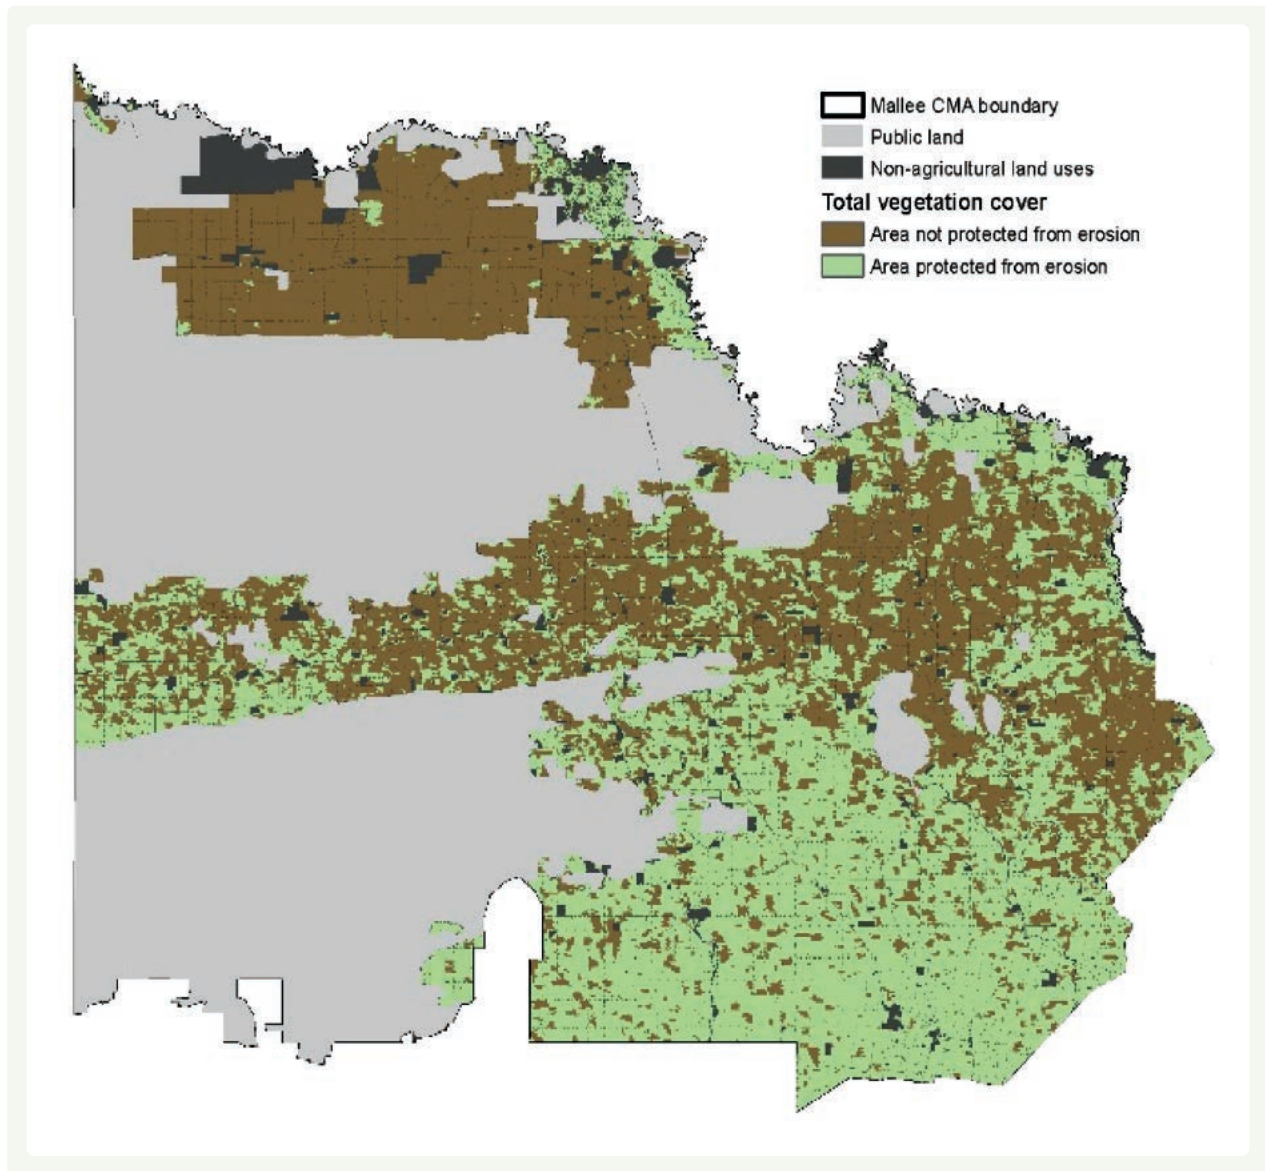 Mallee CMA boundary
Public land
Non-agricultural land uses
Total vegetation cover
Area not protected from erosion
Area protected from erosion